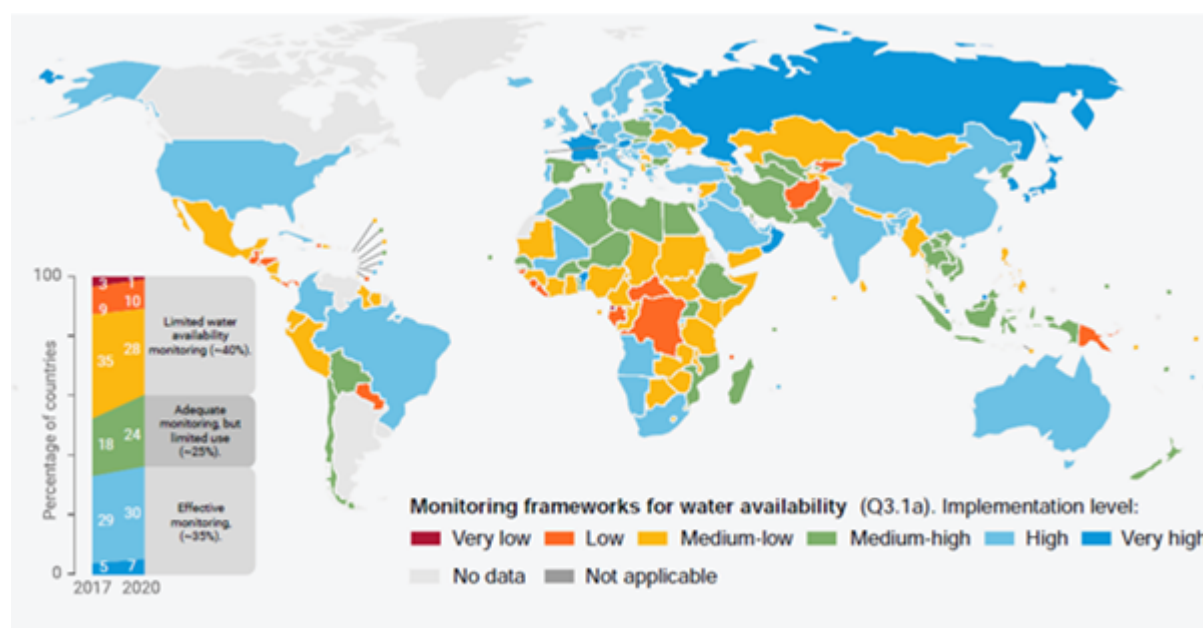 100
3 1
9 10
35 28
18 24
29 30
5 7
0
2017 2020
Percentage of countries
Limited water
availability
monitoring (~40%).
Adequate
monitoring, but
limited use
(~25%).
Effective
monitoring,
(~35%).
Monitoring frameworks for water availability (Q3.1a). Implementation level:
Very low Low Medium-low Medium-high High Very high
No data Not applicable